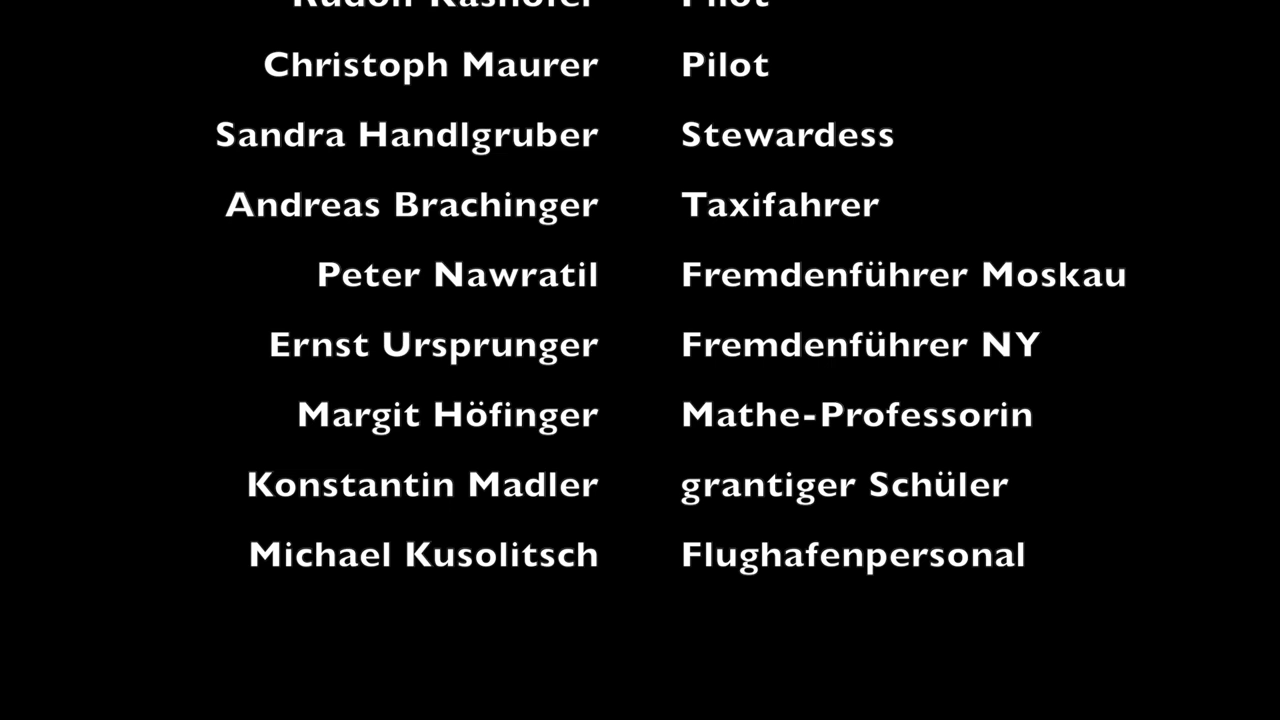 Christoph Maurer Pilot
Sandra Handlgruber Stewardess
Andreas Brachinger Taxifahrer
Peter Nawratil Fremdenführer Moskau
Ernst Ursprunger Fremdenführer NY
Margit Höfinger Mathe-Professorin
Konstantin Madler grantiger Schüler
Michael Kusolitsch Flughafenpersonal